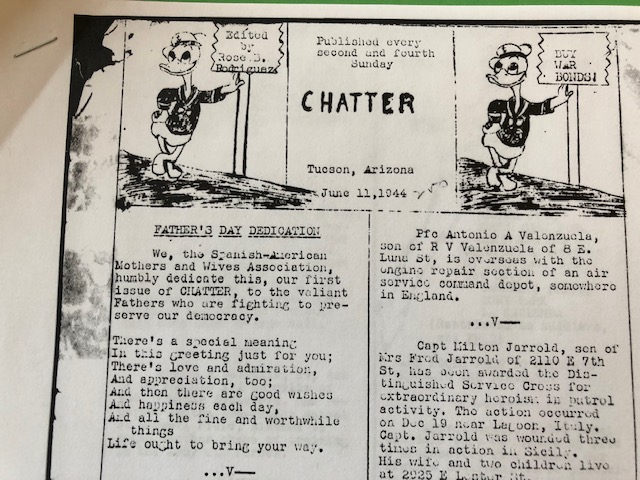 Edited
by
Rose B.
Rodriguez
Published every
second and fourth
Sunday
BUY
WAR
BONDS!
CHATTER
Tucson, Arizona
June 11, 1944
FATHER'S DAY DEDICATION
We, the Spanish-American
Mothers and Wives Association,
humbly dedicate this, our first
issue of CHATTER, to the valiant
Fathers who are fighting to pre-
serve our democracy.
There's a special meaning
In this greeting just for you;
There's love and admiration,
And appreciation, too;
And then there are good wishes
And happiness each day,
And all the fine and worthwhile
things
Life ought to bring your way.
...V—
Pfc Antonio A Valenzuela,
son of R V Valenzuela of 8 E.
St, is overseas with the
engine repair section of an air
service command depot, somewhere
in England.
...V—
Capt Milton Jarrold, son of
Mrs Fred Jarrold of 2110 E 7th
St, has been awarded the Dis-
tinguished Service Cross for
extraordinary heroism in patrol
activity. The action occurred
on Dec 19 near Lagoon, Italy.
Capt. Jarrold was wounded three
times in action in Sicily.
His wife and two children live
at 2925 E St.